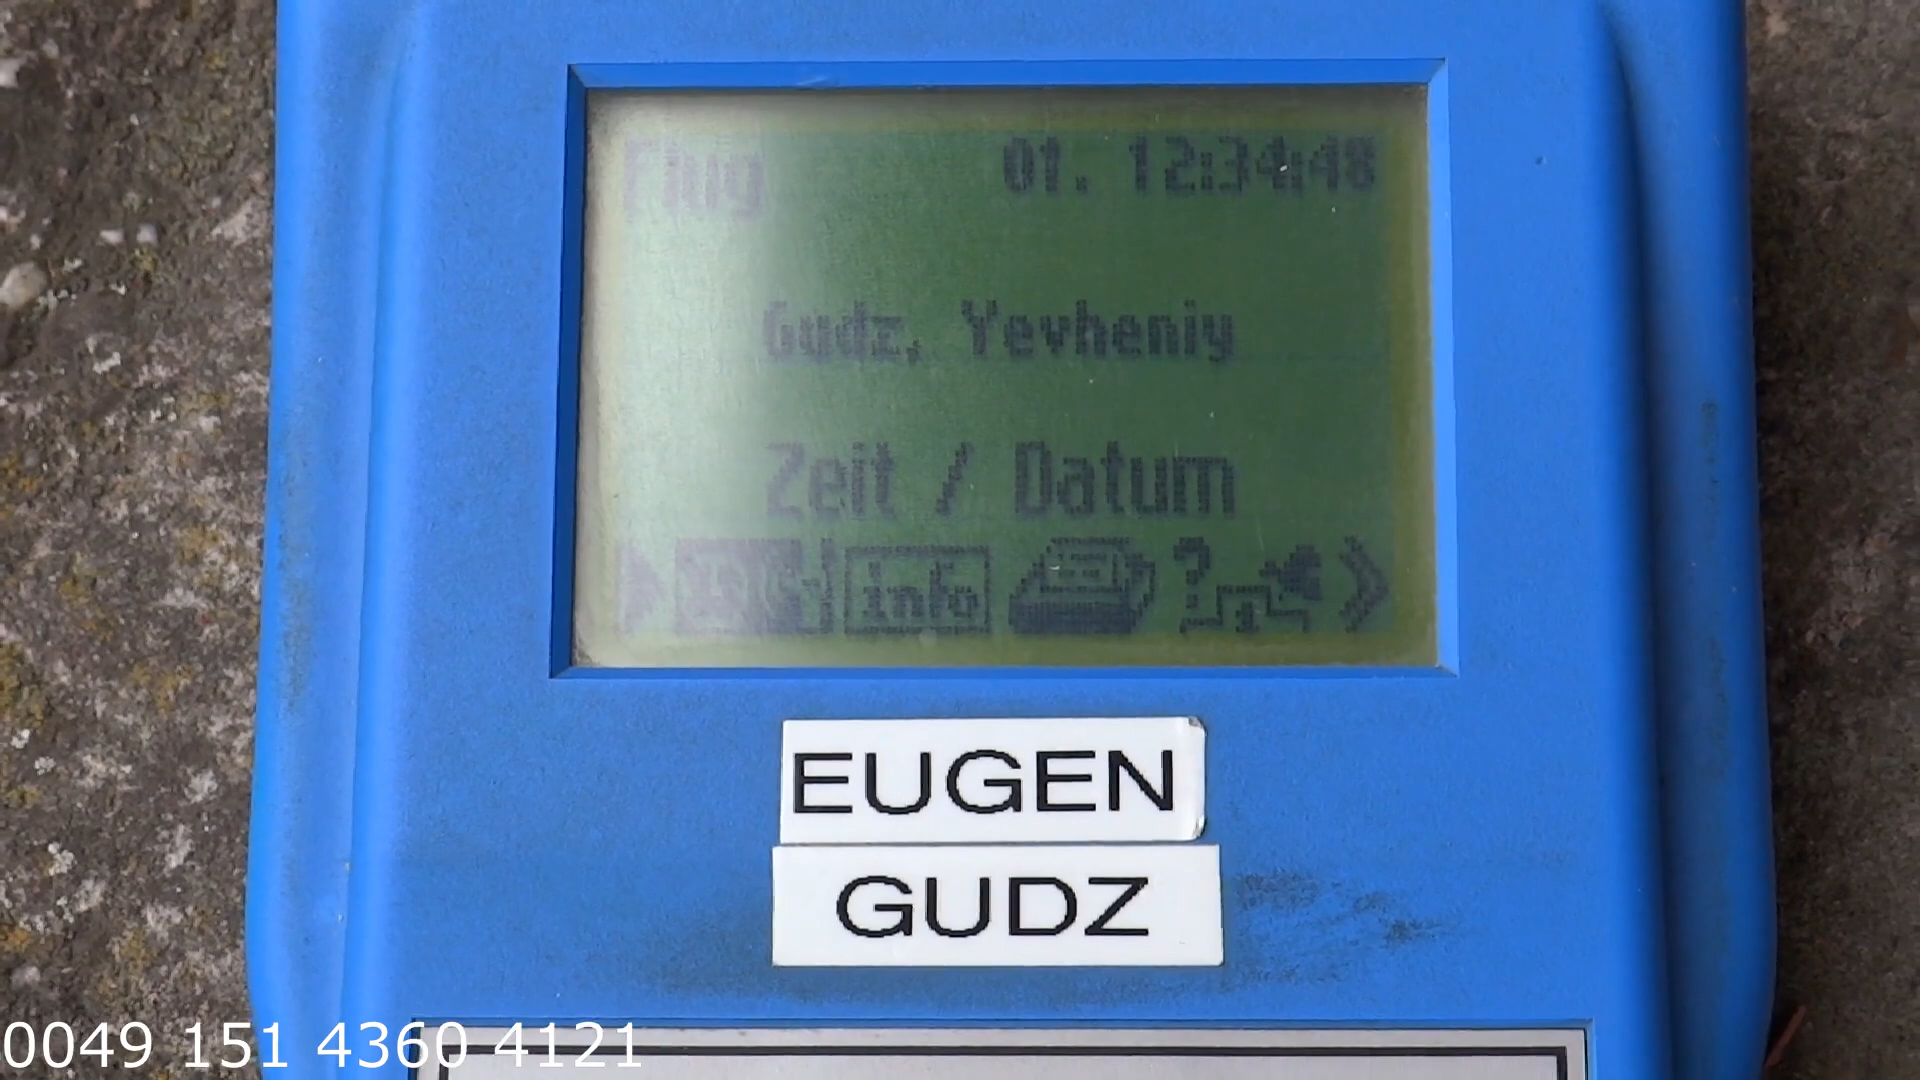 Flug 01. 12:34:48
Gudz, Yevheniy
Zeit / Datum
info ?
EUGEN
GUDZ
0049 151 4360 4121